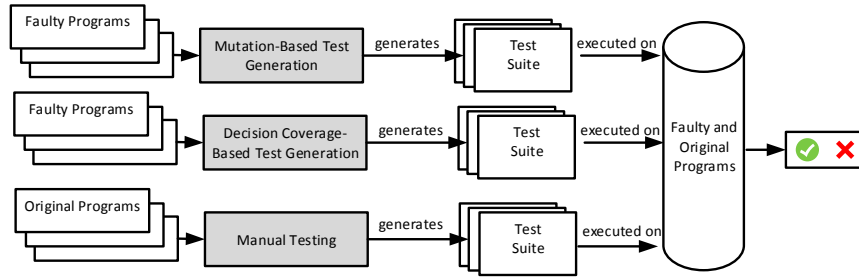 Faulty Programs
Mutation-Based Test
Generation
generates
Test
Suite
executed on
Faulty Programs
Decision Coverage-
Based Test Generation
generates
Test
Suite
executed on
Faulty and
Original
Programs
Original Programs
Manual Testing
generates
Test
Suite
executed on